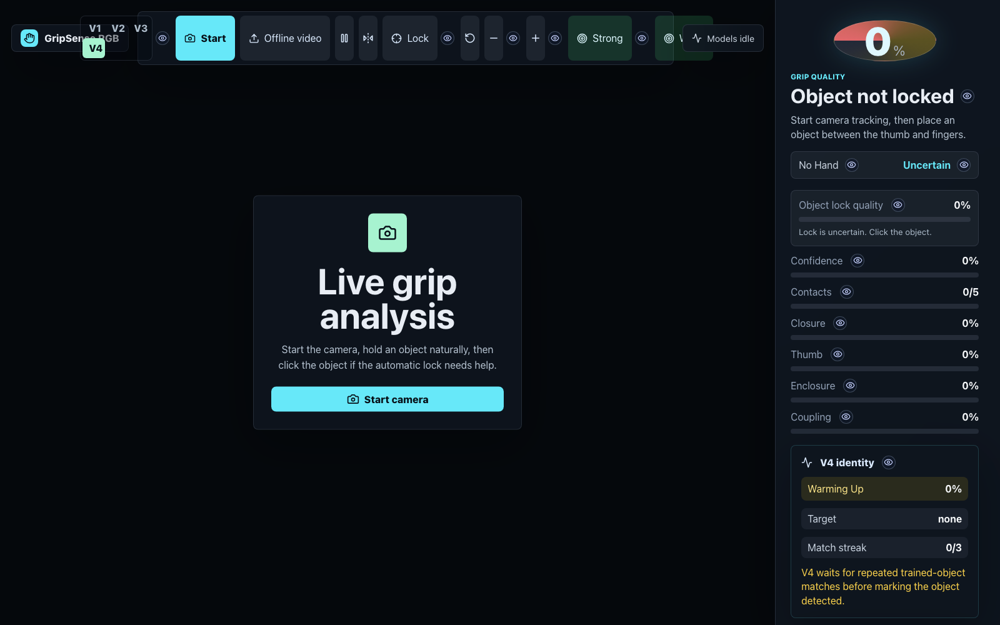 GripSense RGB
V1 V2 V3
V4
Start
Offline video
Lock
Strong
Models idle
0%
GRIP QUALITY
Object not locked
Start camera tracking, then place an
object between the thumb and fingers.
No Hand Uncertain
Object lock quality 0%
Lock is uncertain. Click the object.
Confidence 0%
Contacts 0/5
Closure 0%
Thumb 0%
Enclosure 0%
Coupling 0%
V4 identity
Warming Up 0%
Target none
Match streak 0/3
V4 waits for repeated trained-object
matches before marking the object
detected.
Live grip
analysis
Start the camera, hold an object naturally, then
click the object if the automatic lock needs help.
Start camera